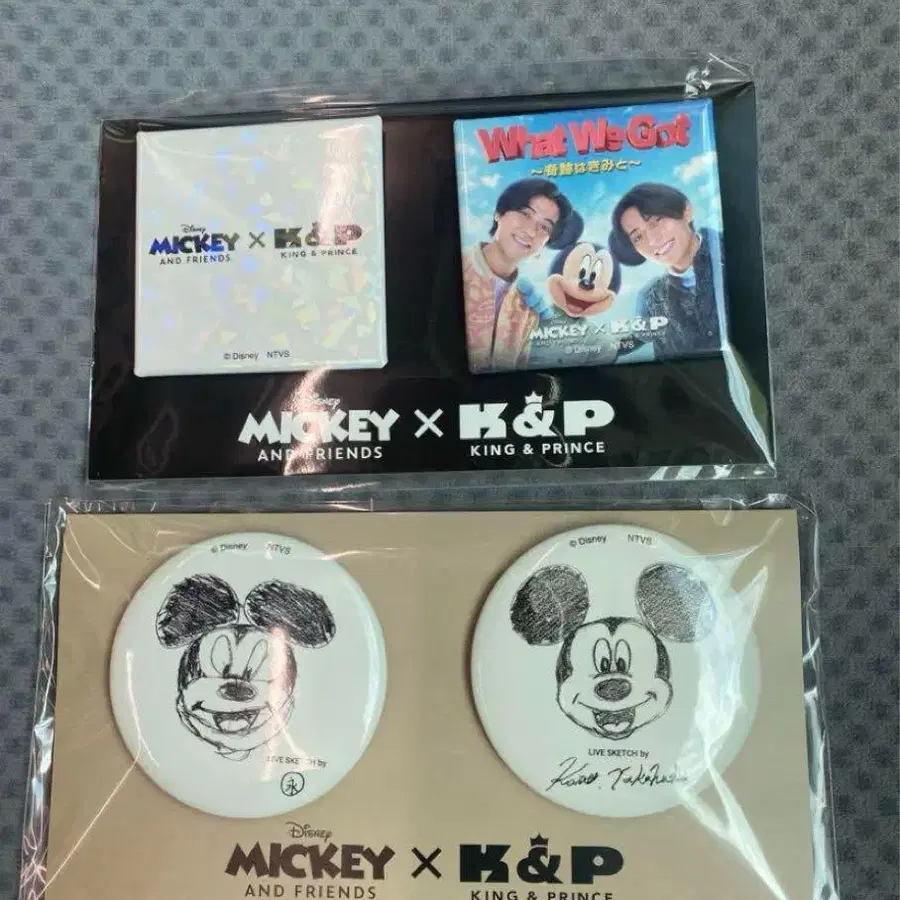 Disney
MICKEY × K&P
AND FRIENDS KING & PRINCE
© Disney NTVS
What We Got
～奇跡はきみと～
MICKEY × K&P
© Disney NTVS
DISNEY
MICKEY × K&P
AND FRIENDS KING & PRINCE
© Disney NTVS
LIVE SKETCH by
永
© Disney NTVS
LIVE SKETCH by
Kaito Takahashi
Disney
MICKEY × K&P
AND FRIENDS KING & PRINCE